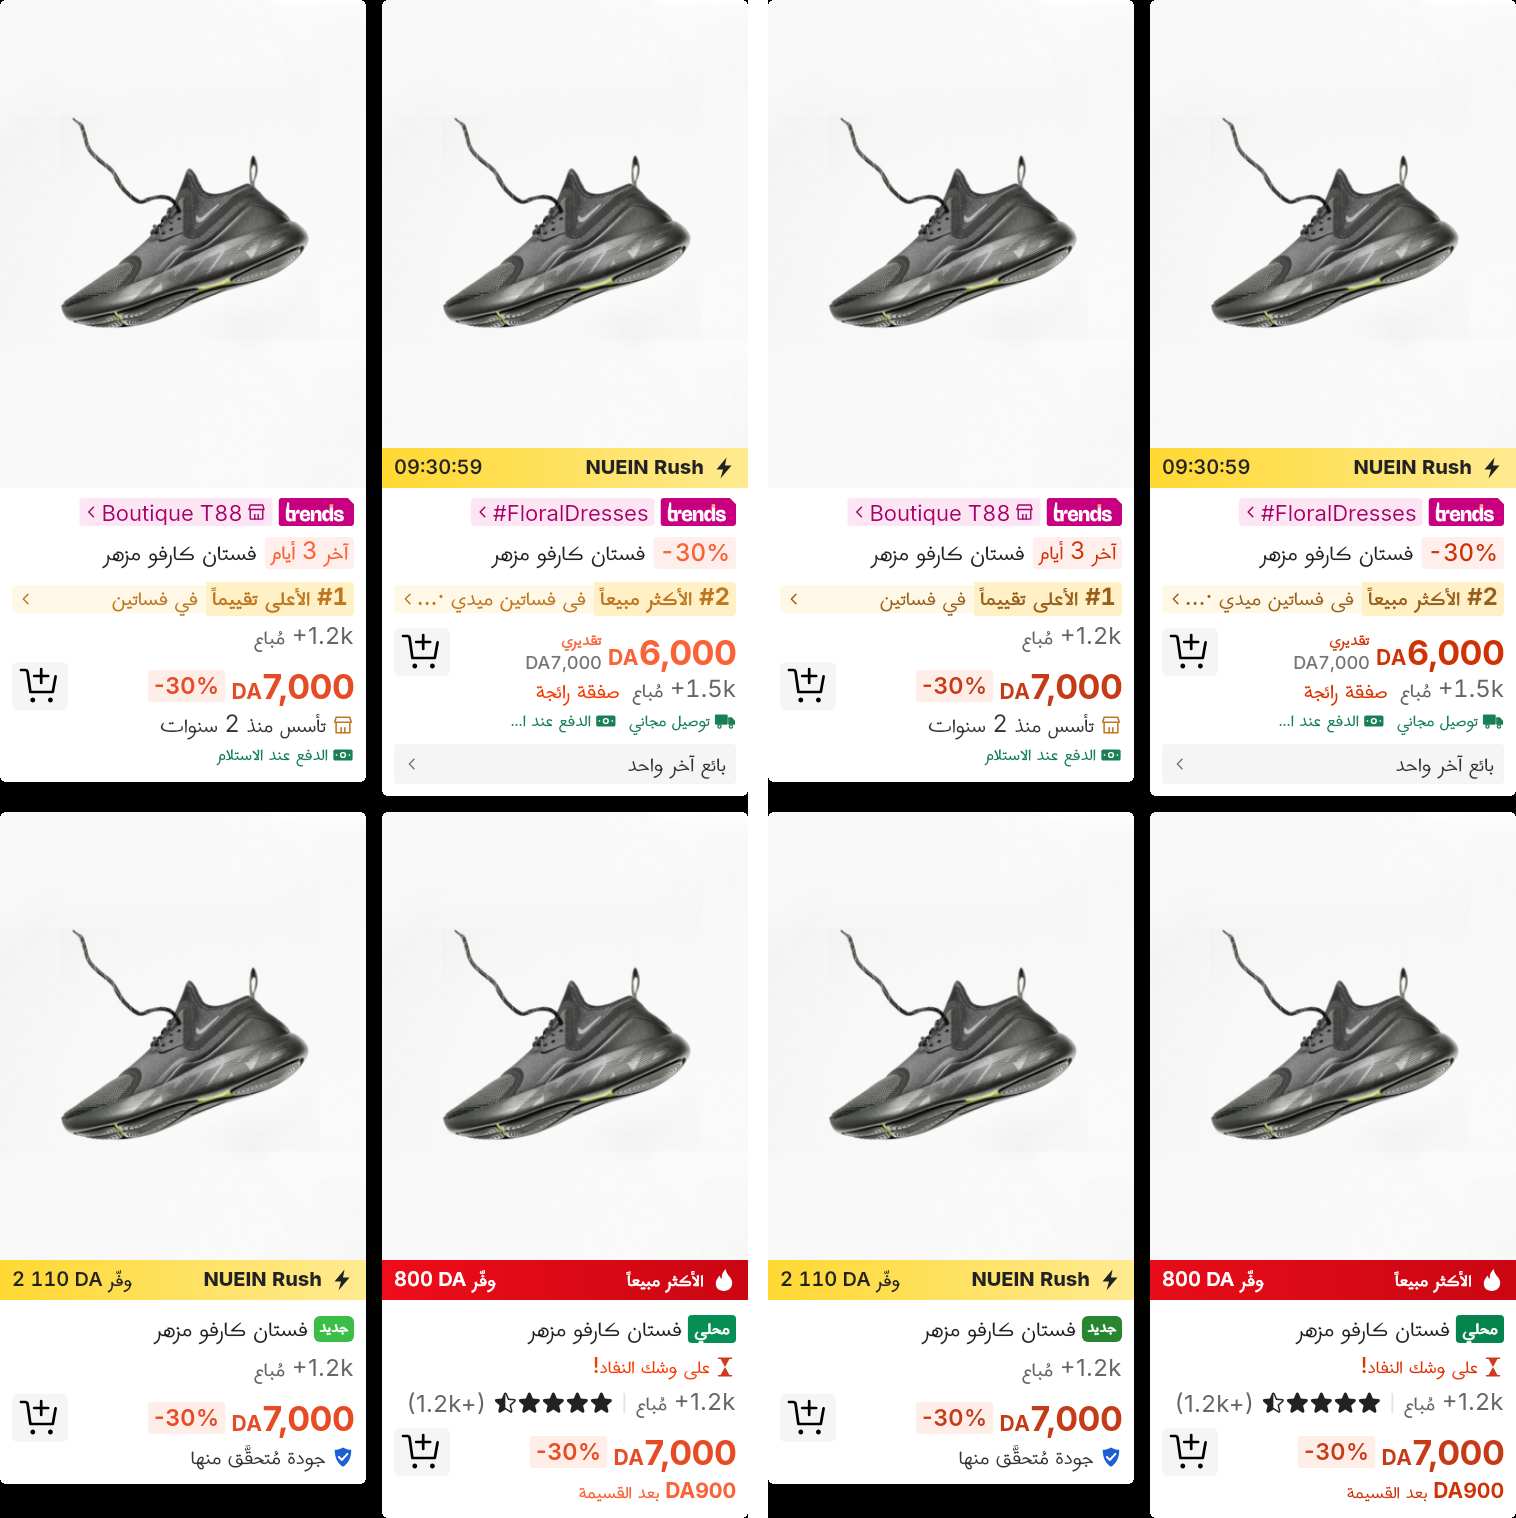 trends Boutique T88 >
آخر 3 أيام فستان كارفو مزهر
#1 الأعلى تقييماً في فساتين >
1.2k+ مُباع
DA7,000 -30%
تأسس منذ 2 سنوات
الدفع عند الاستلام
NUEIN Rush 09:30:59
trends #FloralDresses >
-30% فستان كارفو مزهر
#2 الأكثر مبيعاً في فساتين ميدي ·... >
DA6,000 تقديري DA7,000
1.5k+ مُباع صفقة رائجة
توصيل مجاني الدفع عند ا...
بائع آخر واحد >
trends Boutique T88 >
آخر 3 أيام فستان كارفو مزهر
#1 الأعلى تقييماً في فساتين >
1.2k+ مُباع
DA7,000 -30%
تأسس منذ 2 سنوات
الدفع عند الاستلام
NUEIN Rush 09:30:59
trends #FloralDresses >
-30% فستان كارفو مزهر
#2 الأكثر مبيعاً في فساتين ميدي ·... >
DA6,000 تقديري DA7,000
1.5k+ مُباع صفقة رائجة
توصيل مجاني الدفع عند ا...
بائع آخر واحد >
NUEIN Rush وفّر 2 110 DA
جديد فستان كارفو مزهر
1.2k+ مُباع
DA7,000 -30%
جودة مُتحقَّق منها
الأكثر مبيعاً وفّر 800 DA
محلي فستان كارفو مزهر
على وشك النفاد!
1.2k+ مُباع | (1.2k+)
DA7,000 -30%
DA900 بعد القسيمة
NUEIN Rush وفّر 2 110 DA
جديد فستان كارفو مزهر
1.2k+ مُباع
DA7,000 -30%
جودة مُتحقَّق منها
الأكثر مبيعاً وفّر 800 DA
محلي فستان كارفو مزهر
على وشك النفاد!
1.2k+ مُباع | (1.2k+)
DA7,000 -30%
DA900 بعد القسيمة